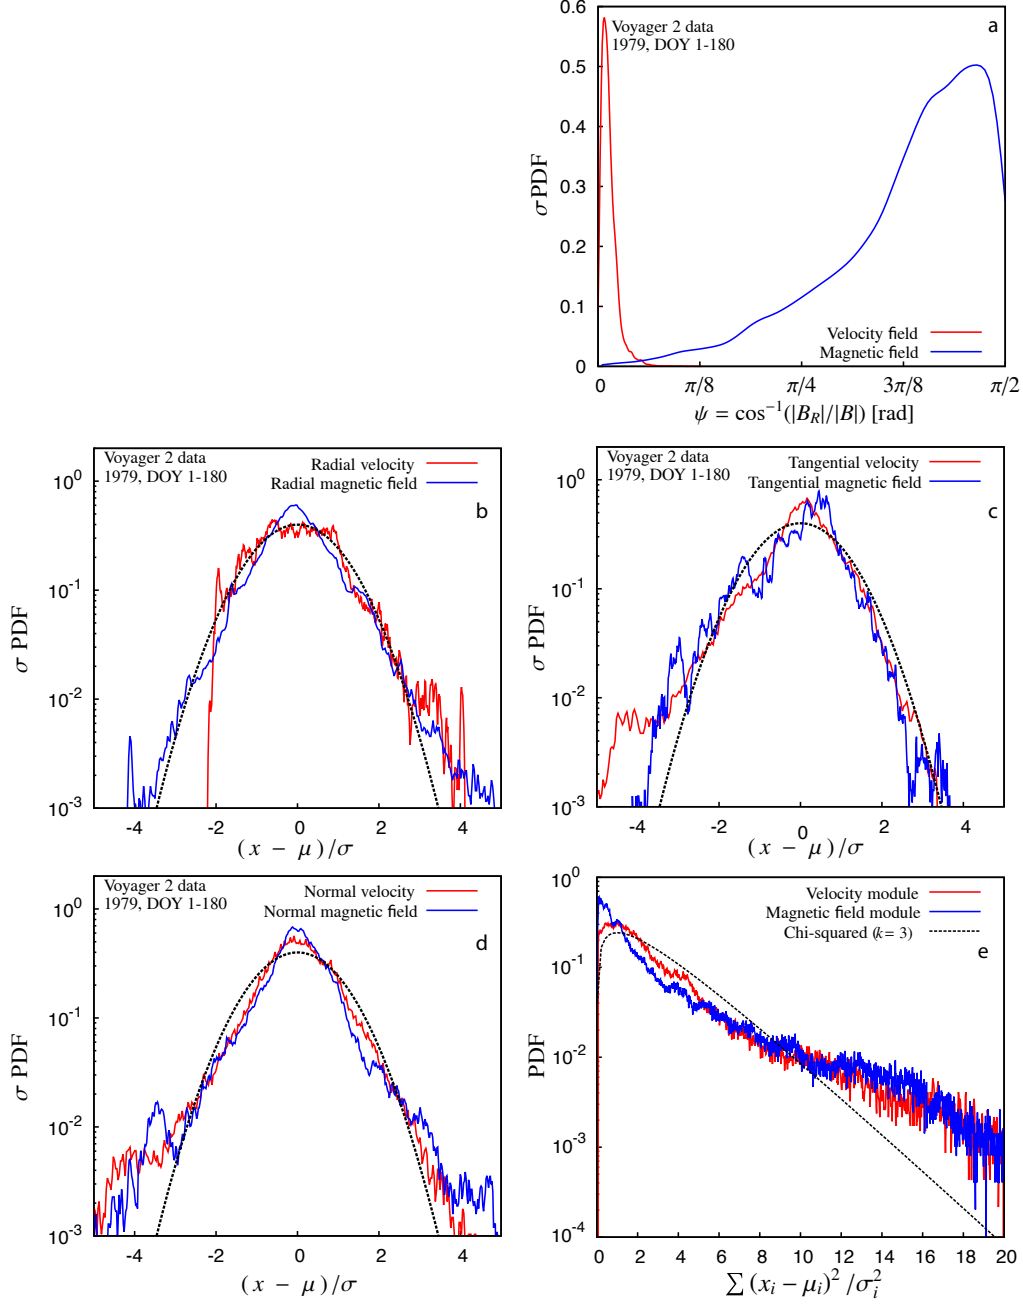 Voyager 2 data
1979, DOY 1-180
a
0.6
0.5
0.4
0.3
0.2
0.1
0
σ PDF
Velocity field
Magnetic field
0 π/8 π/4 3π/8 π/2
ψ = cos⁻¹(|B_R|/|B|) [rad]
Voyager 2 data
1979, DOY 1-180
Radial velocity
Radial magnetic field
b
10⁰
10⁻¹
10⁻²
10⁻³
σ PDF
-4 -2 0 2 4
(x − μ)/σ
Voyager 2 data
1979, DOY 1-180
Tangential velocity
Tangential magnetic field
c
10⁰
10⁻¹
10⁻²
10⁻³
σ PDF
-4 -2 0 2 4
(x − μ)/σ
Voyager 2 data
1979, DOY 1-180
Normal velocity
Normal magnetic field
d
10⁰
10⁻¹
10⁻²
10⁻³
σ PDF
-4 -2 0 2 4
(x − μ)/σ
Velocity module
Magnetic field module
Chi-squared (k = 3)
e
10⁰
10⁻¹
10⁻²
10⁻³
10⁻⁴
PDF
0 2 4 6 8 10 12 14 16 18 20
∑(x_i − μ_i)²/σ_i²